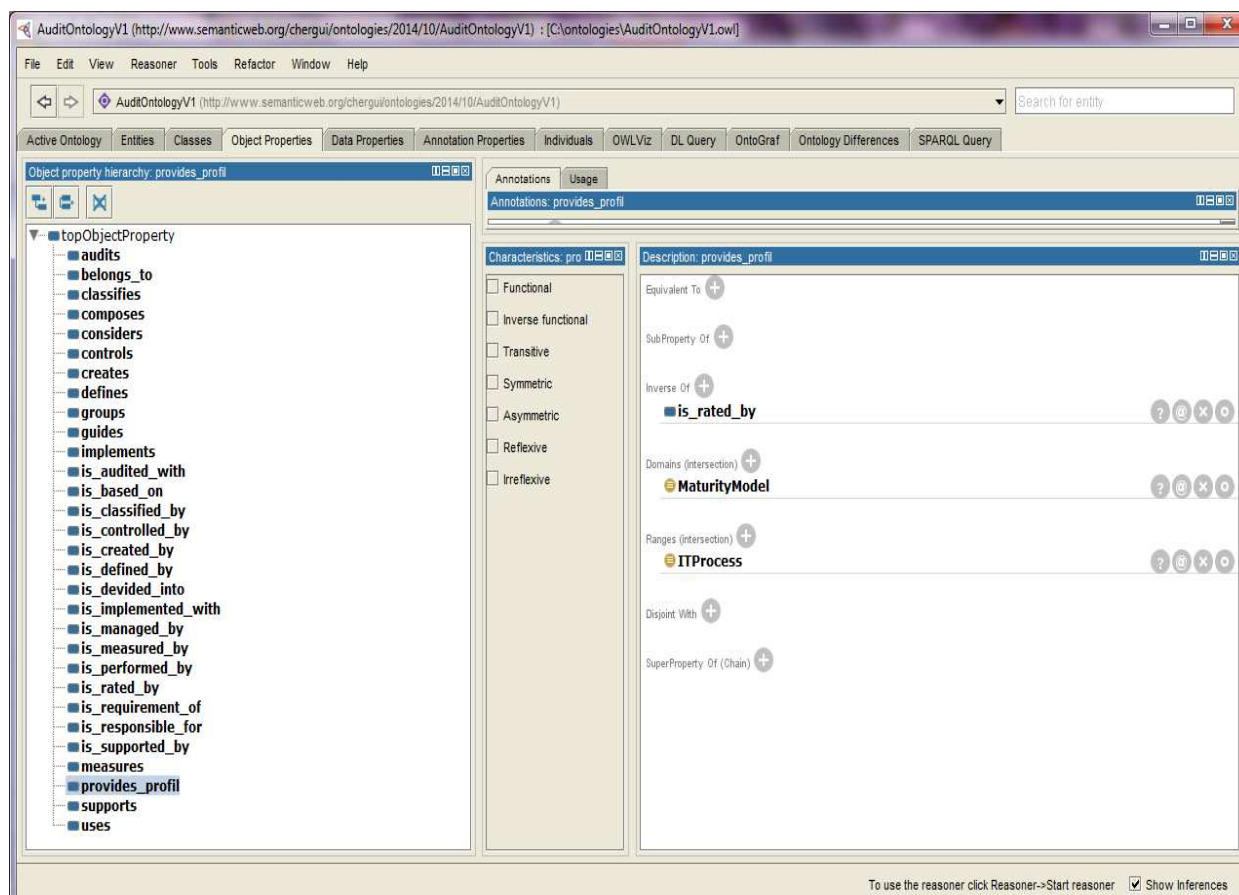 AuditOntologyV1 (http://www.semanticweb.org/chergui/ontologies/2014/10/AuditOntologyV1) : [C:\ontologies\AuditOntologyV1.owl]
File Edit View Reasoner Tools Refactor Window Help
AuditOntologyV1 (http://www.semanticweb.org/chergui/ontologies/2014/10/AuditOntologyV1)
Search for entity
Active Ontology Entities Classes Object Properties Data Properties Annotation Properties Individuals OWLViz DL Query OntoGraf Ontology Differences SPARQL Query
Object property hierarchy: provides_profil
topObjectProperty
audits
belongs_to
classifies
composes
considers
controls
creates
defines
groups
guides
implements
is_audited_with
is_based_on
is_classified_by
is_controlled_by
is_created_by
is_defined_by
is_devided_into
is_implemented_with
is_managed_by
is_measured_by
is_performed_by
is_rated_by
is_requirement_of
is_responsible_for
is_supported_by
measures
provides_profil
supports
uses
Annotations Usage
Annotations: provides_profil
Characteristics: pro
Functional
Inverse functional
Transitive
Symmetric
Asymmetric
Reflexive
Irreflexive
Description: provides_profil
Equivalent To
SubProperty Of
Inverse Of
is_rated_by
Domains (intersection)
MaturityModel
Ranges (intersection)
ITProcess
Disjoint With
SuperProperty Of (Chain)
To use the reasoner click Reasoner->Start reasoner Show Inferences